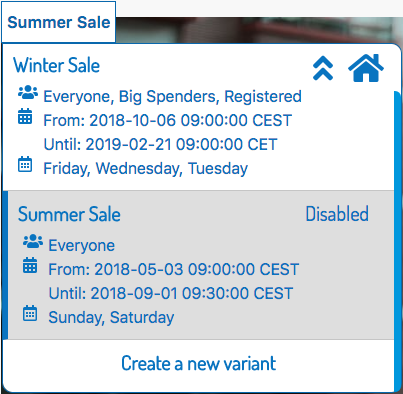 Summer Sale
Winter Sale
Everyone, Big Spenders, Registered
From: 2018-10-06 09:00:00 CEST
Until: 2019-02-21 09:00:00 CET
Friday, Wednesday, Tuesday
Summer Sale Disabled
Everyone
From: 2018-05-03 09:00:00 CEST
Until: 2018-09-01 09:30:00 CEST
Sunday, Saturday
Create a new variant